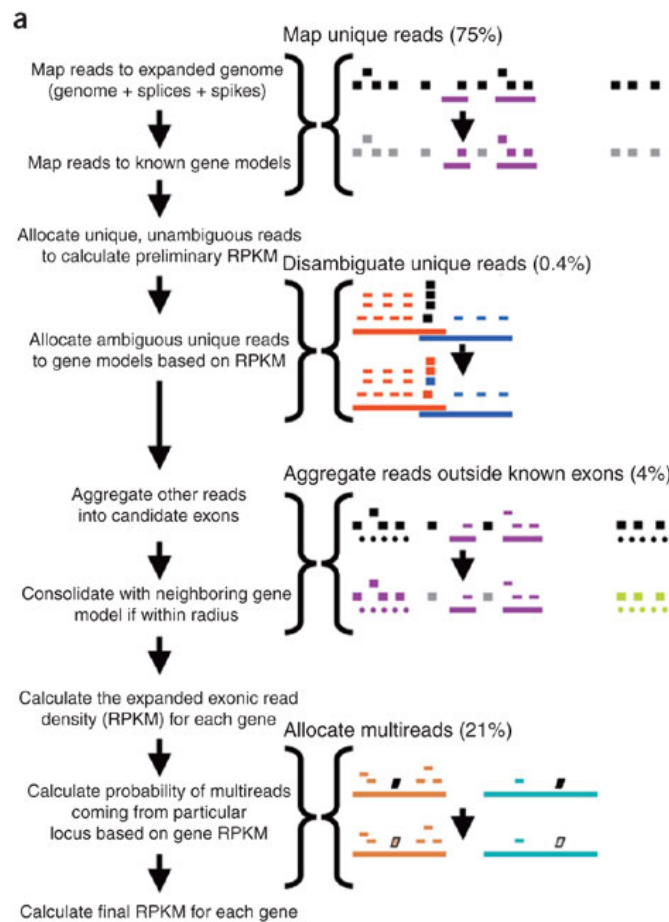 a
Map unique reads (75%)
Map reads to expanded genome
(genome + splices + spikes)
Map reads to known gene models
Allocate unique, unambiguous reads
to calculate preliminary RPKM
Disambiguate unique reads (0.4%)
Allocate ambiguous unique reads
to gene models based on RPKM
Aggregate reads outside known exons (4%)
Aggregate other reads
into candidate exons
Consolidate with neighboring gene
model if within radius
Calculate the expanded exonic read
density (RPKM) for each gene
Allocate multireads (21%)
Calculate probability of multireads
coming from particular
locus based on gene RPKM
Calculate final RPKM for each gene